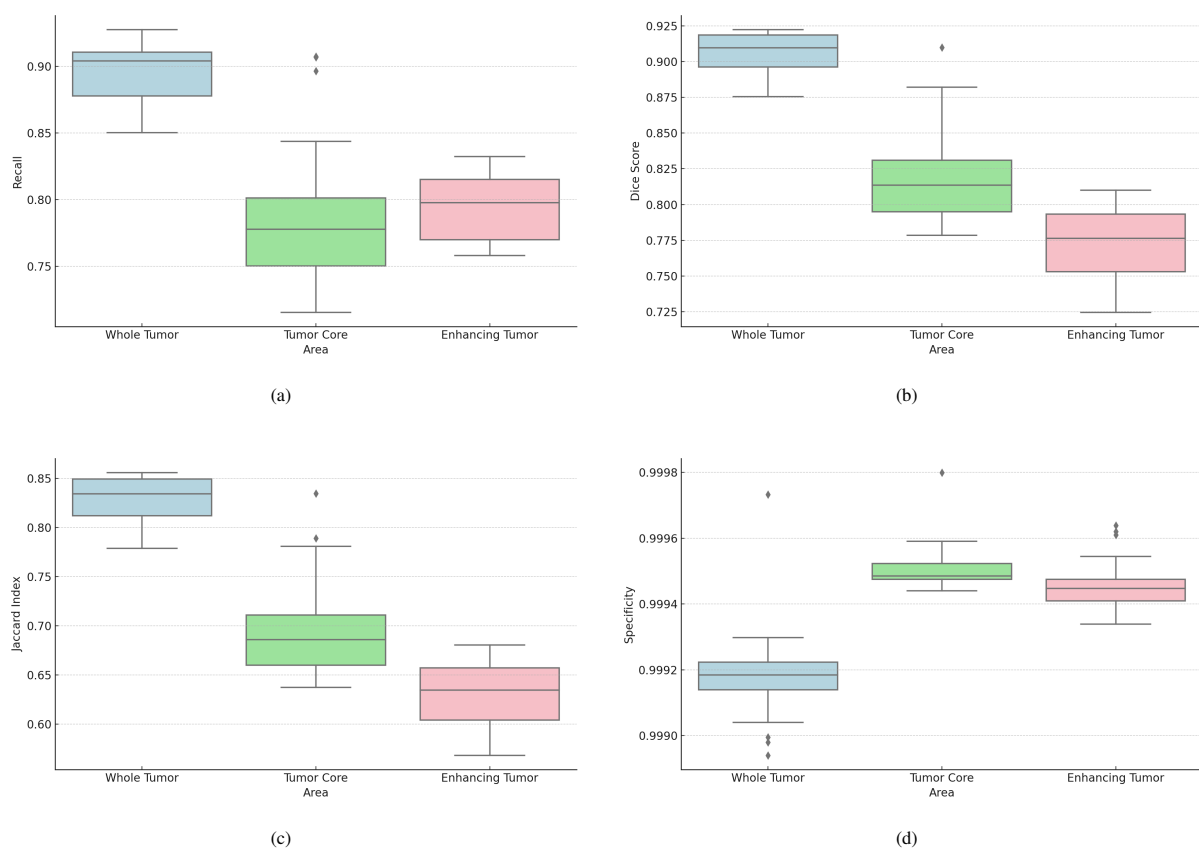 0.90
0.85
0.80
0.75
Recall
Whole Tumor Tumor Core Enhancing Tumor
Area
(a)
0.925
0.900
0.875
0.850
0.825
0.800
0.775
0.750
0.725
Dice Score
Whole Tumor Tumor Core Enhancing Tumor
Area
(b)
0.85
0.80
0.75
0.70
0.65
0.60
Jaccard Index
Whole Tumor Tumor Core Enhancing Tumor
Area
(c)
0.9998
0.9996
0.9994
0.9992
0.9990
Specificity
Whole Tumor Tumor Core Enhancing Tumor
Area
(d)